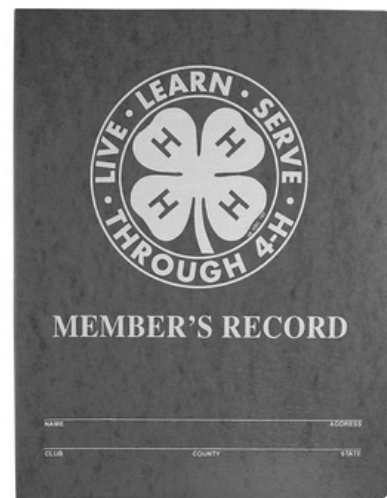 LIVE • LEARN • SERVE •
THROUGH 4-H •
H H
H H
MEMBER'S RECORD
NAME ADDRESS
CLUB COUNTY STATE